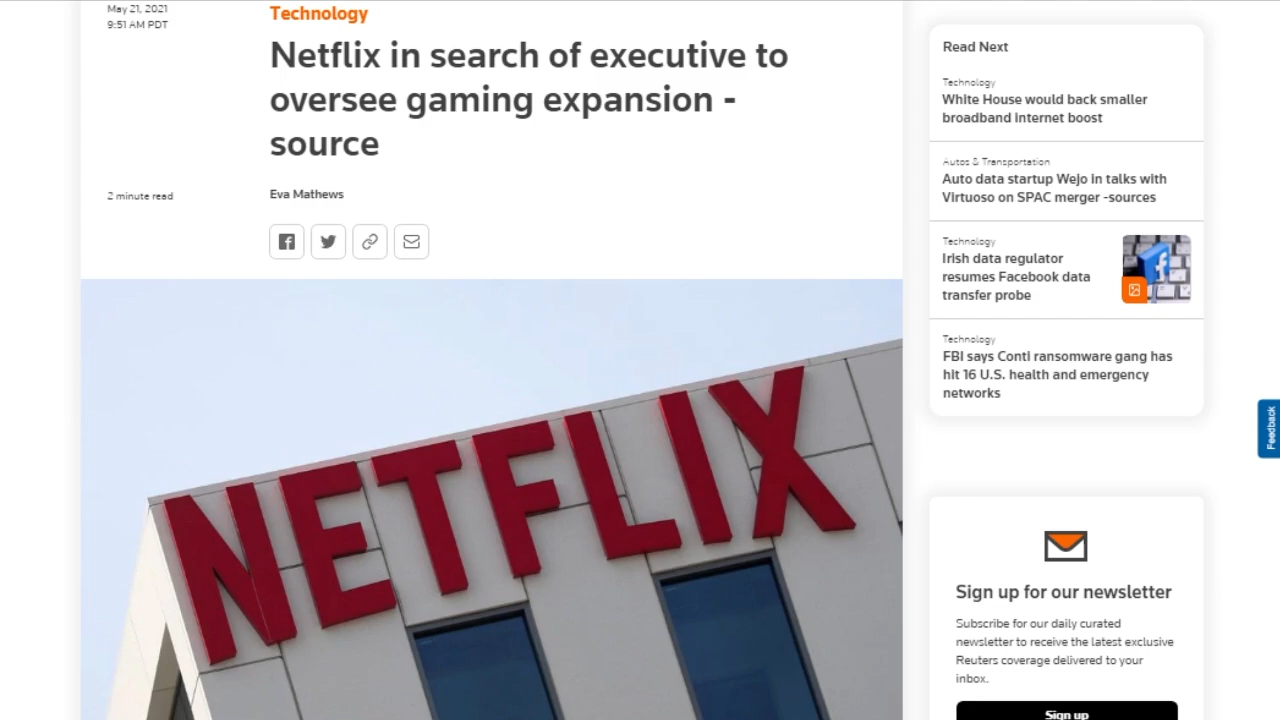 May 21, 2021
9:51 AM PDT
Technology
Netflix in search of executive to
oversee gaming expansion -
source
2 minute read
Eva Mathews
NETFLIX
Read Next
Technology
White House would back smaller
broadband internet boost
Autos & Transportation
Auto data startup Wejo in talks with
Virtuoso on SPAC merger -sources
Technology
Irish data regulator
resumes Facebook data
transfer probe
Technology
FBI says Conti ransomware gang has
hit 16 U.S. health and emergency
networks
Feedback
Sign up for our newsletter
Subscribe for our daily curated
newsletter to receive the latest exclusive
Reuters coverage delivered to your
inbox.
Sign up